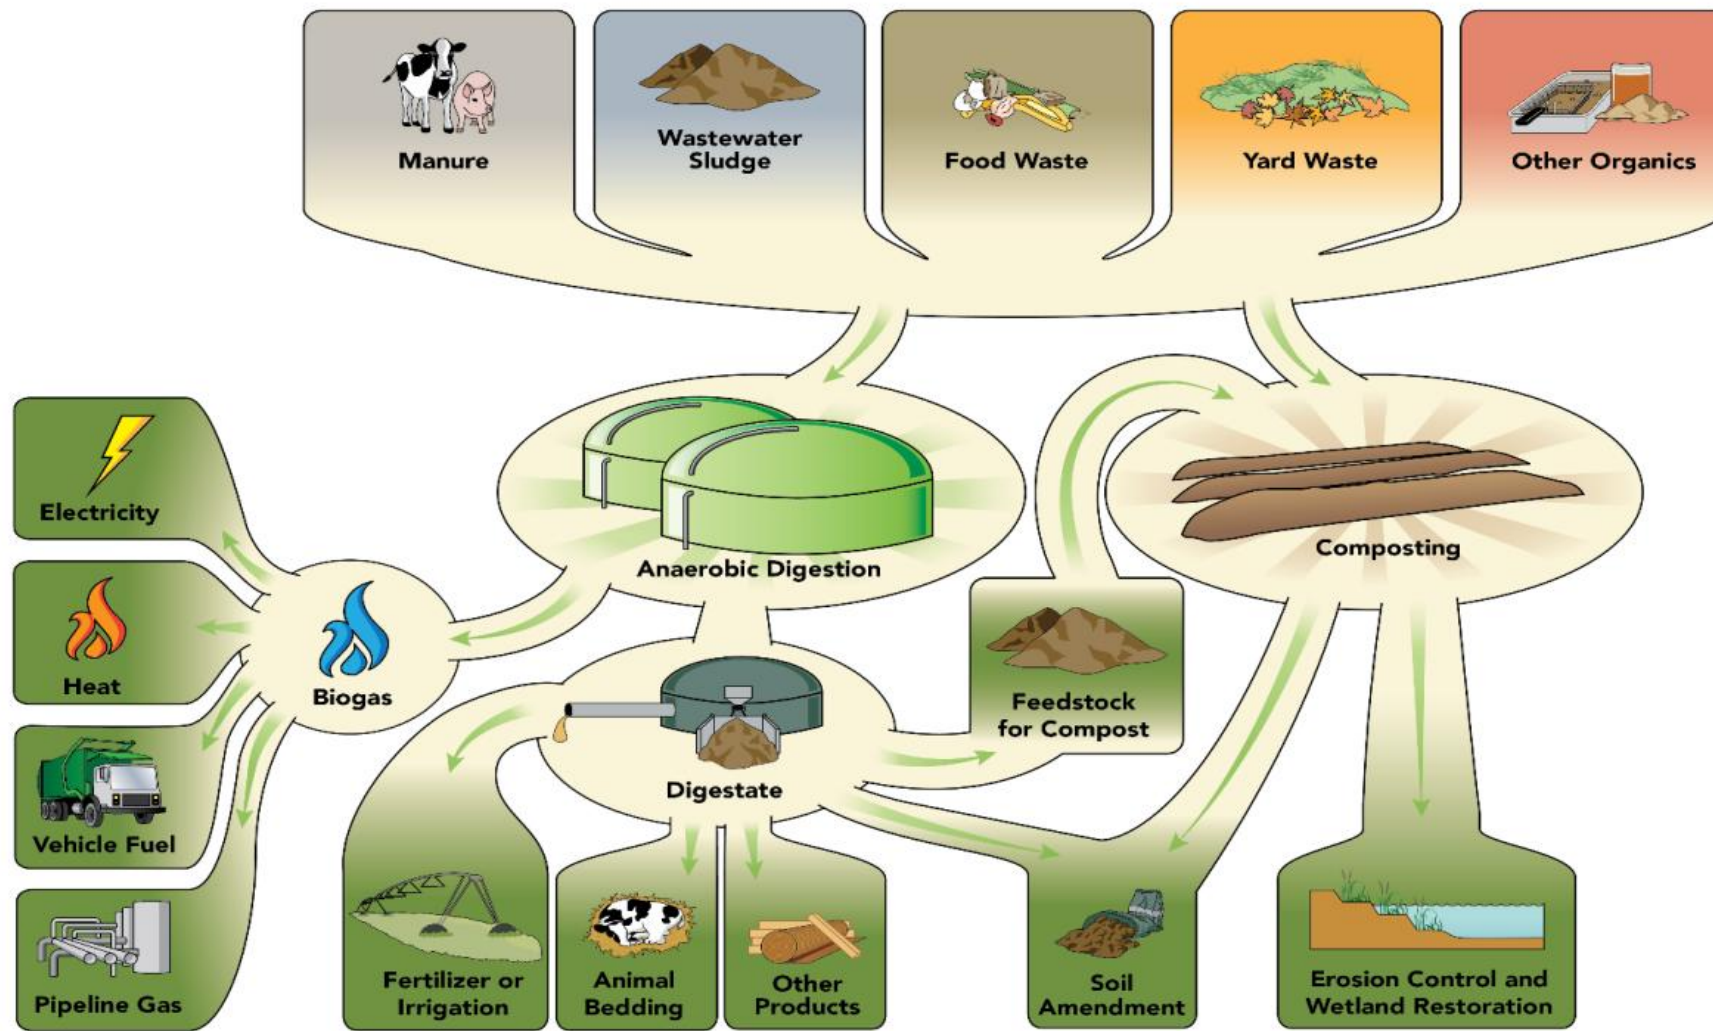 Manure
Wastewater
Sludge
Food Waste
Yard Waste
Other Organics
Electricity
Heat
Vehicle Fuel
Pipeline Gas
Biogas
Anaerobic Digestion
Composting
Feedstock
for Compost
Digestate
Fertilizer or
Irrigation
Animal
Bedding
Other
Products
Soil
Amendment
Erosion Control and
Wetland Restoration